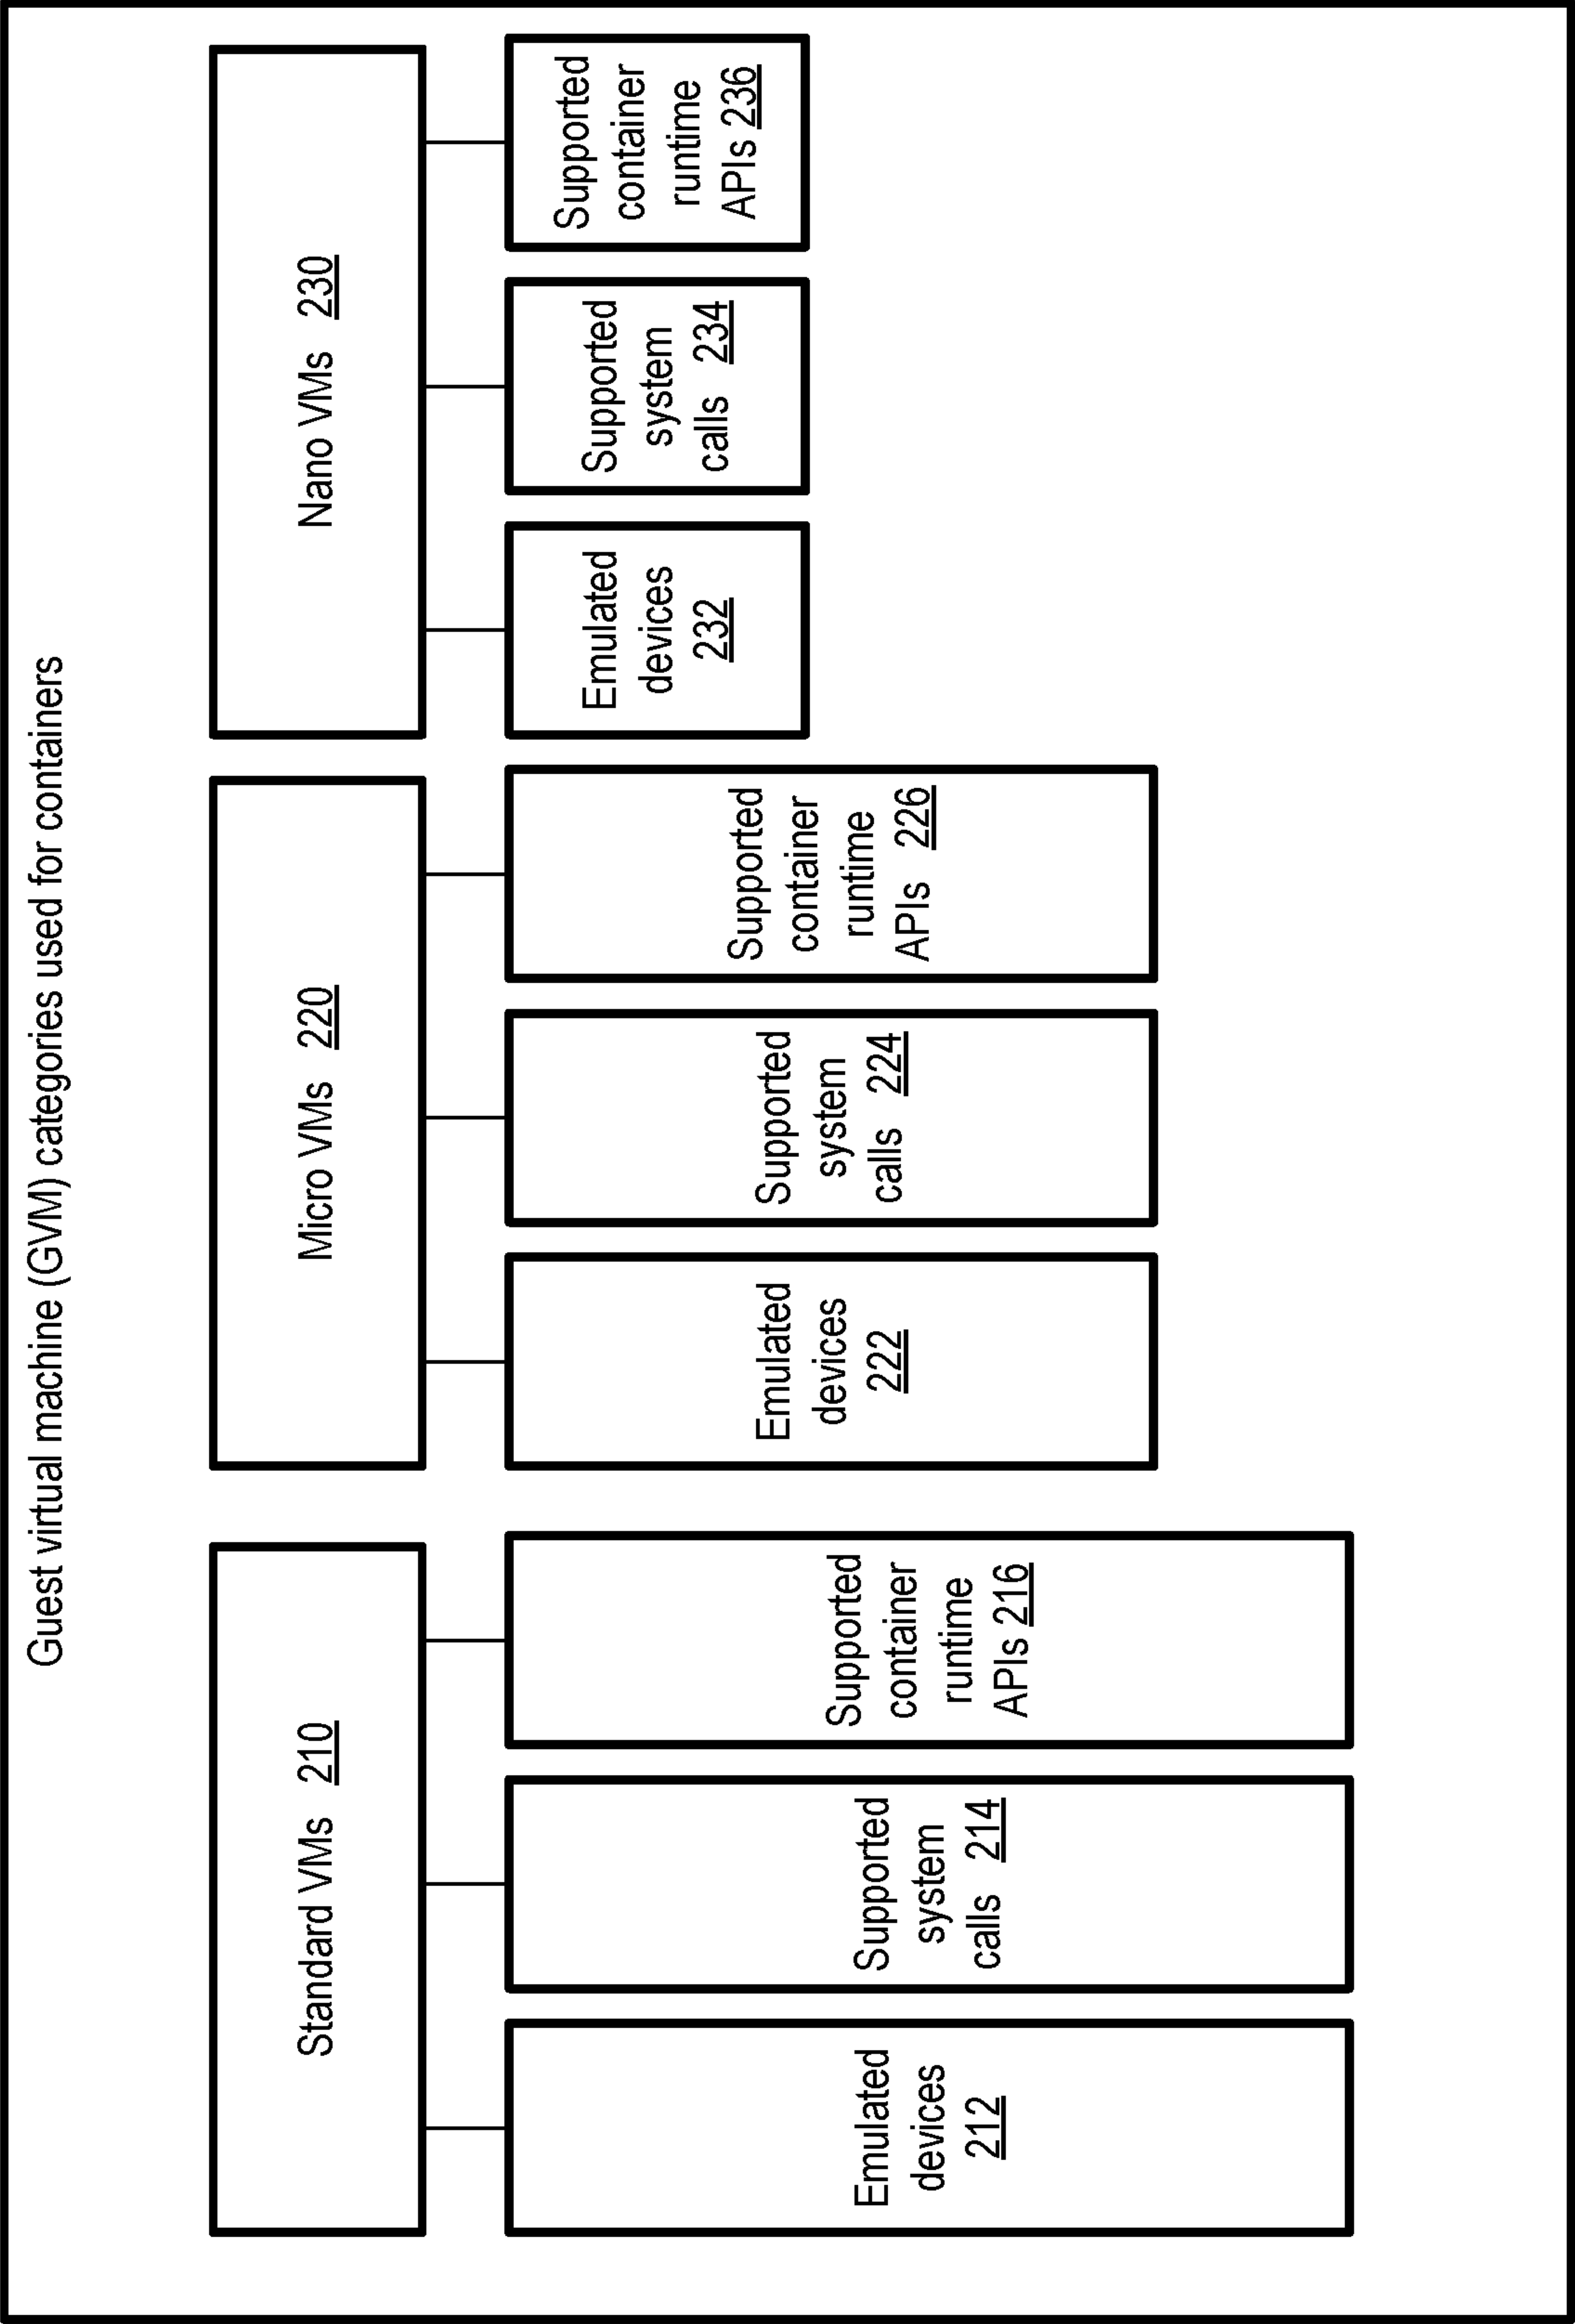 Guest virtual machine (GVM) categories used for containers
Standard VMs 210
Emulated
devices
212
Supported
system
calls 214
Supported
container
runtime
APIs 216
Micro VMs 220
Emulated
devices
222
Supported
system
calls 224
Supported
container
runtime
APIs 226
Nano VMs 230
Emulated
devices
232
Supported
system
calls 234
Supported
container
runtime
APIs 236